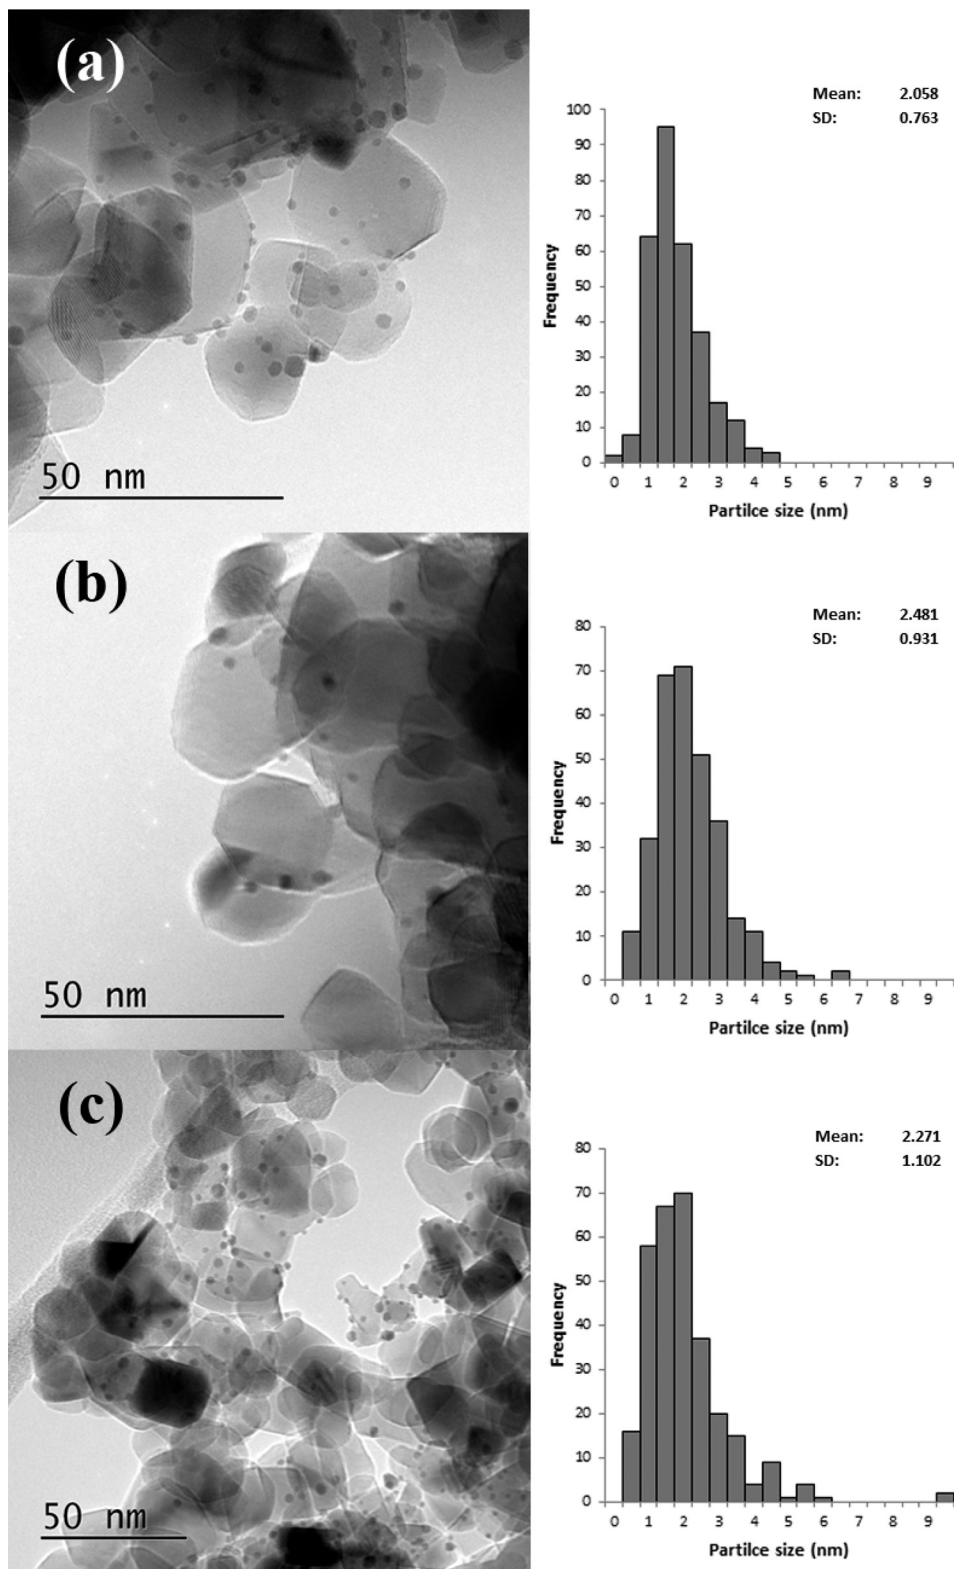 (a)
50 nm
Mean: 2.058
SD: 0.763
100
90
80
70
60
50
40
30
20
10
0
Frequency
0 1 2 3 4 5 6 7 8 9
Partilce size (nm)
(b)
50 nm
Mean: 2.481
SD: 0.931
80
70
60
50
40
30
20
10
0
Frequency
0 1 2 3 4 5 6 7 8 9
Partilce size (nm)
(c)
50 nm
Mean: 2.271
SD: 1.102
80
70
60
50
40
30
20
10
0
Frequency
0 1 2 3 4 5 6 7 8 9
Partilce size (nm)